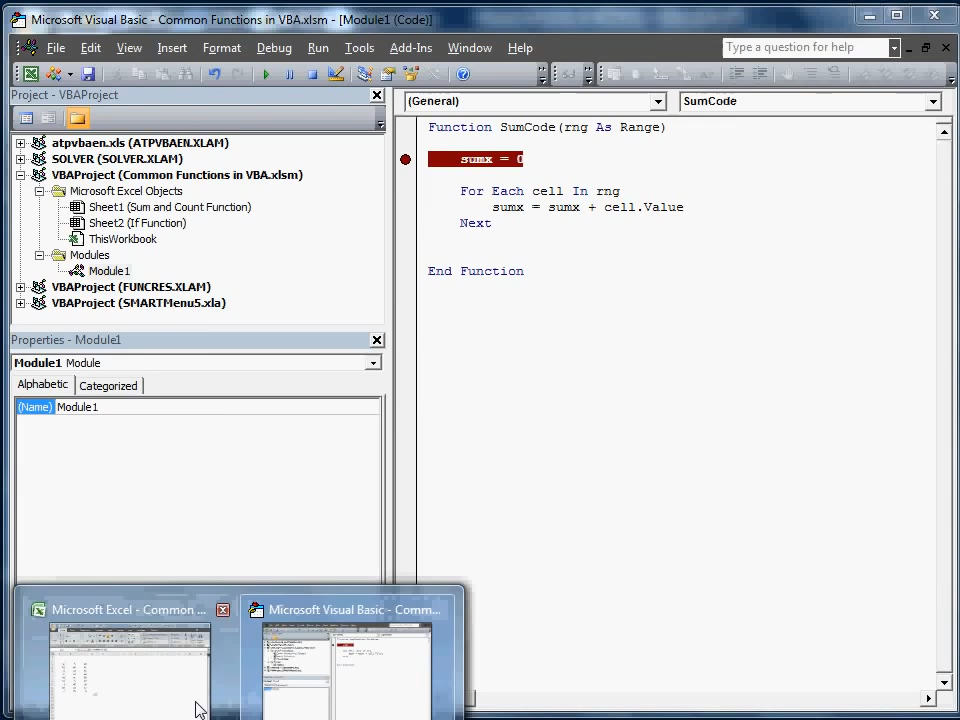 Microsoft Visual Basic - Common Functions in VBA.xlsm - [Module1 (Code)]
File Edit View Insert Format Debug Run Tools Add-Ins Window Help
Type a question for help
Project - VBAProject
(General)
SumCode
atpvbaen.xls (ATPVBAEN.XLAM)
SOLVER (SOLVER.XLAM)
VBAProject (Common Functions in VBA.xlsm)
Microsoft Excel Objects
Sheet1 (Sum and Count Function)
Sheet2 (If Function)
ThisWorkbook
Modules
Module1
VBAProject (FUNCRES.XLAM)
VBAProject (SMARTMenu5.xla)
Function SumCode(rng As Range)
sumx = 0
For Each cell In rng
sumx = sumx + cell.Value
Next
End Function
Properties - Module1
Module1 Module
Alphabetic Categorized
(Name) Module1
Microsoft Excel - Common ...
Microsoft Visual Basic - Comm...